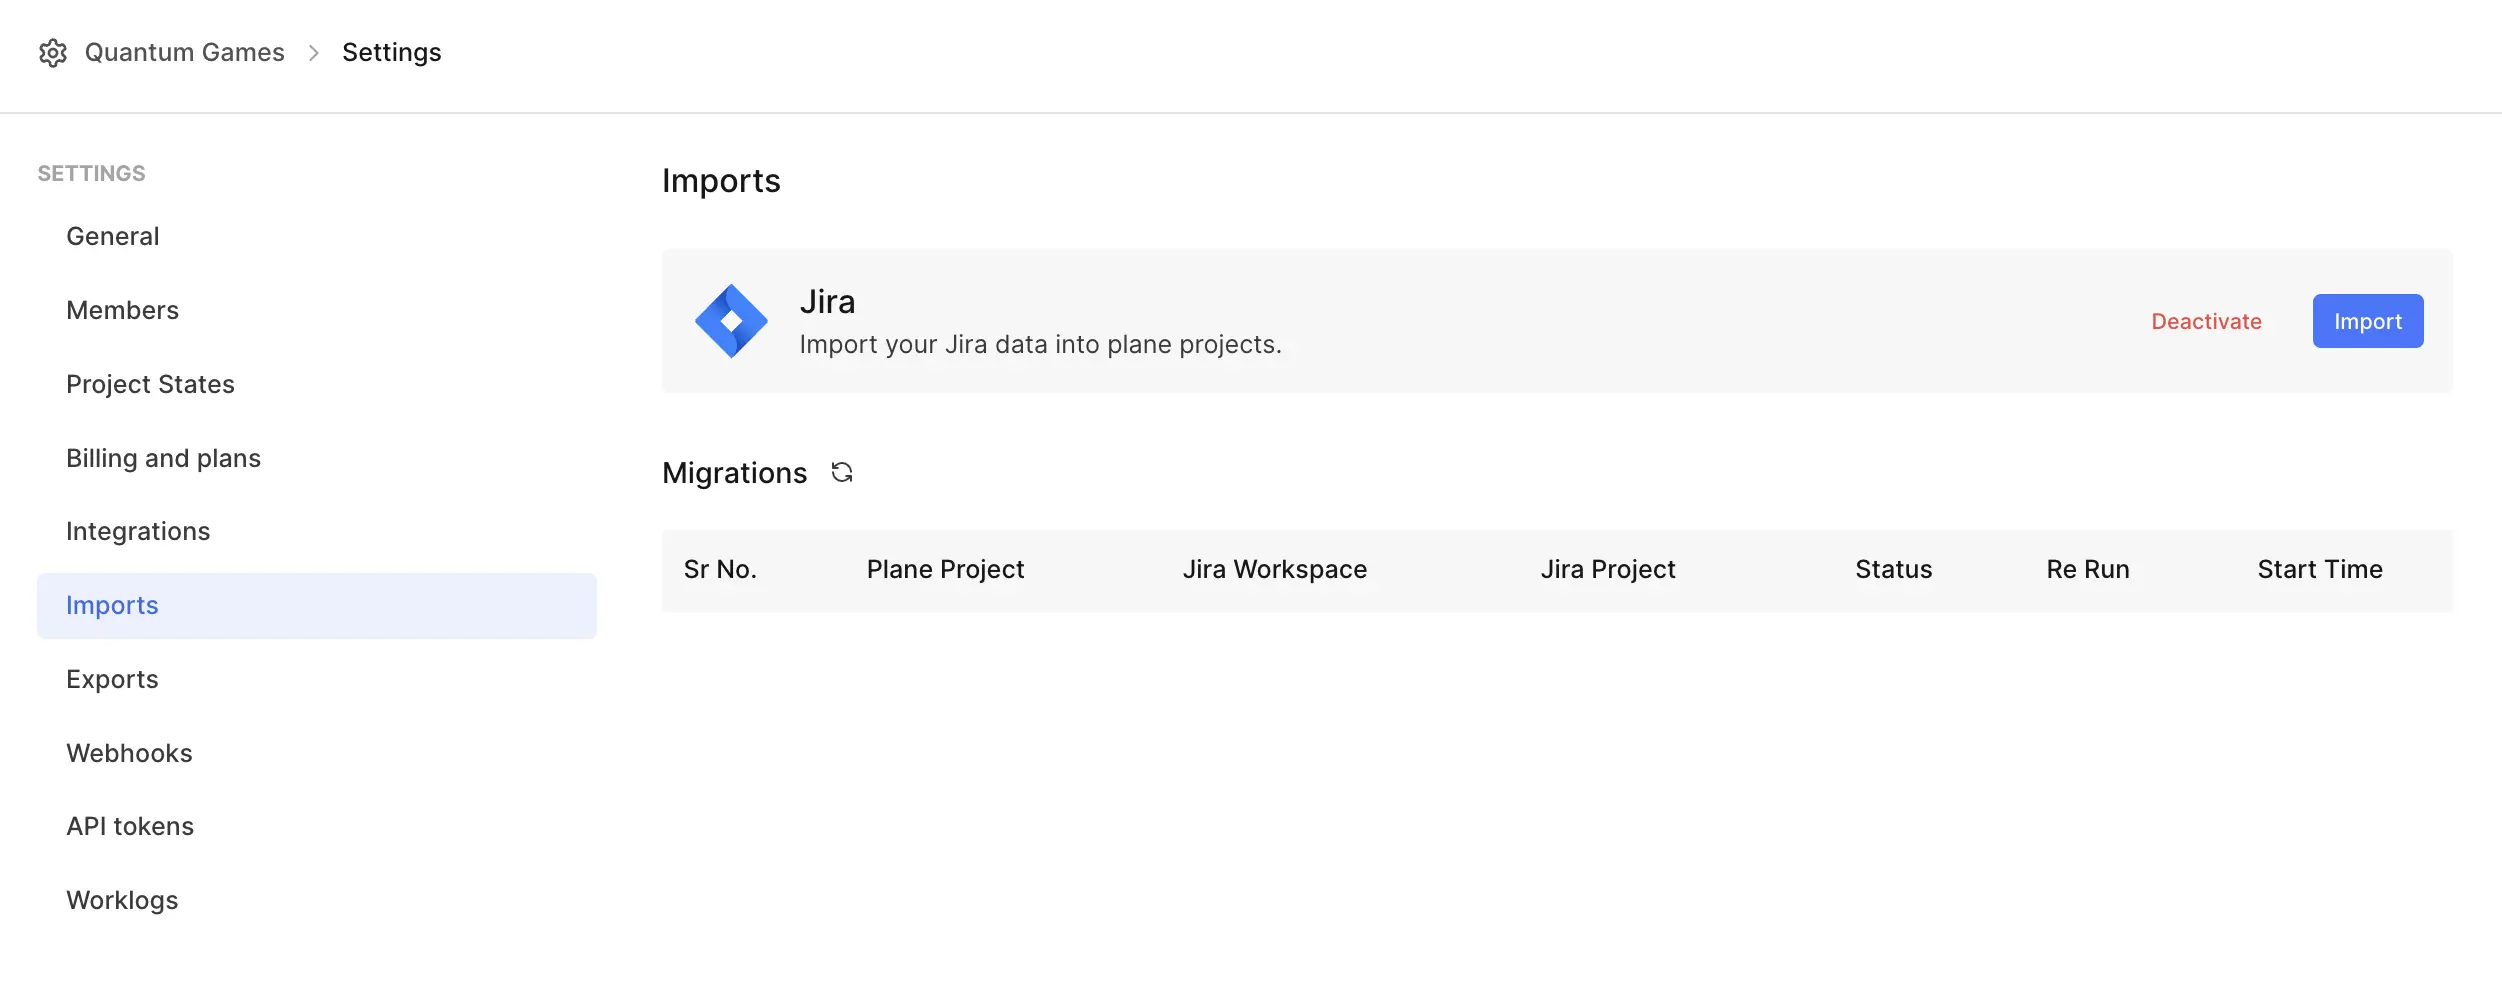 Quantum Games > Settings
SETTINGS
General
Members
Project States
Billing and plans
Integrations
Imports
Exports
Webhooks
API tokens
Worklogs
Imports
Jira
Import your Jira data into plane projects.
Deactivate
Import
Migrations
Sr No. Plane Project Jira Workspace Jira Project Status Re Run Start Time